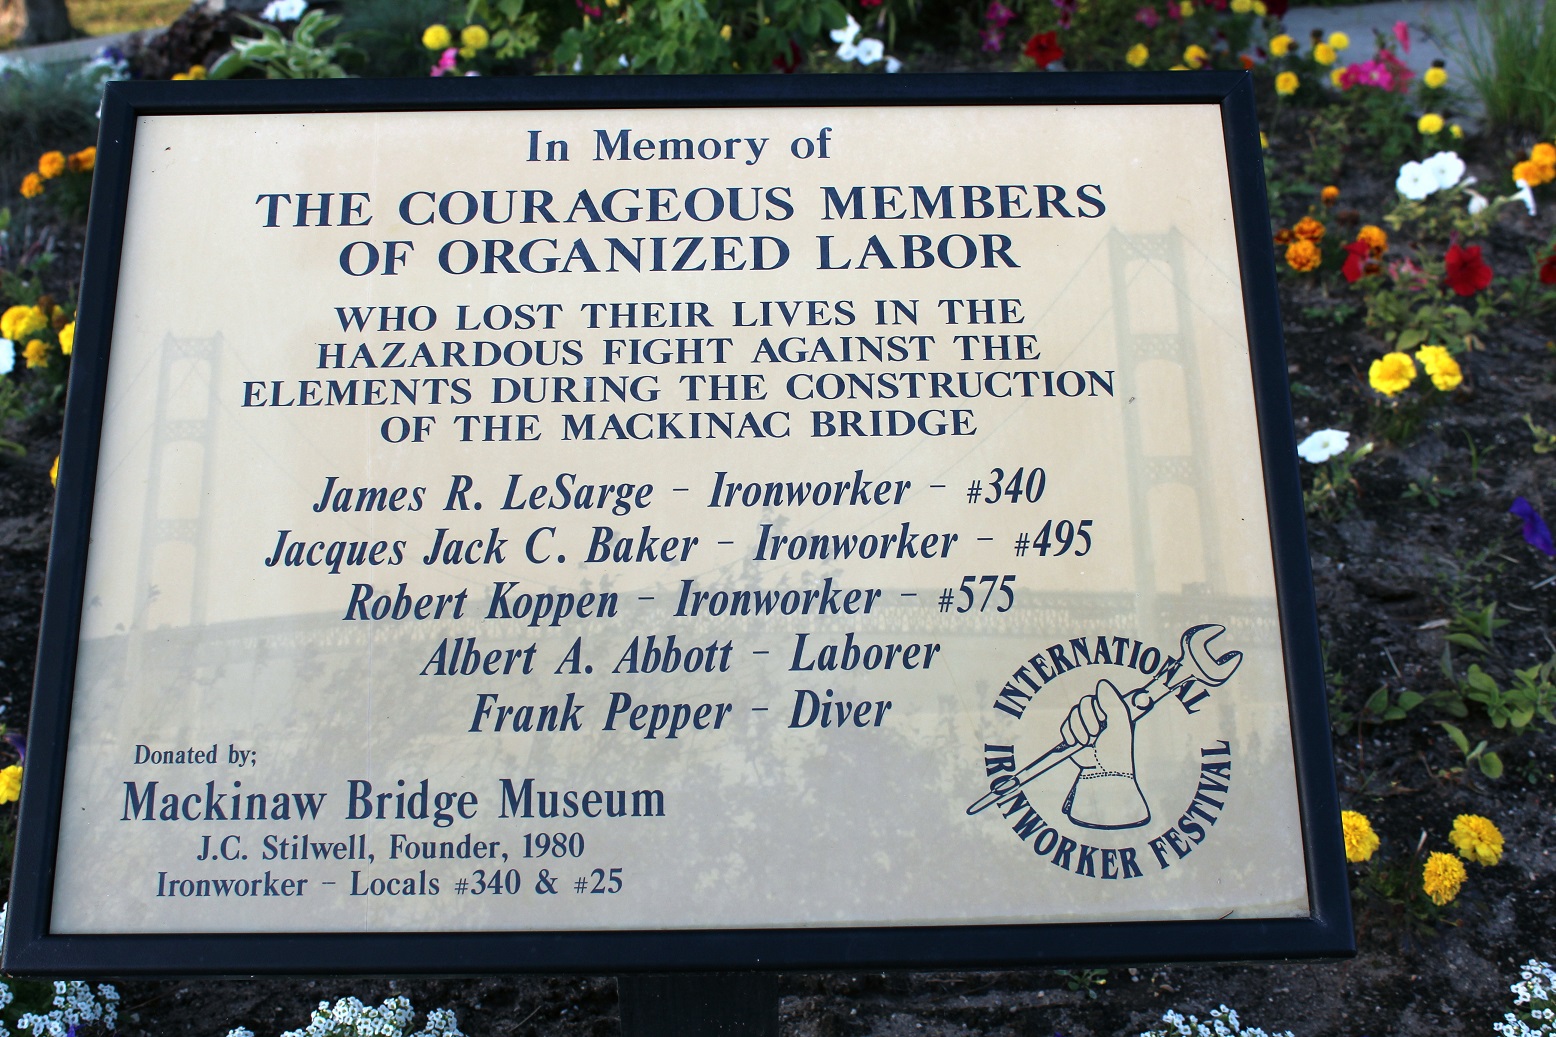 In Memory of
THE COURAGEOUS MEMBERS
OF ORGANIZED LABOR
WHO LOST THEIR LIVES IN THE
HAZARDOUS FIGHT AGAINST THE
ELEMENTS DURING THE CONSTRUCTION
OF THE MACKINAC BRIDGE
James R. LeSarge - Ironworker - #340
Jacques Jack C. Baker - Ironworker - #495
Robert Koppen - Ironworker - #575
Albert A. Abbott - Laborer
Frank Pepper - Diver
Donated by;
Mackinaw Bridge Museum
J.C. Stilwell, Founder, 1980
Ironworker - Locals #340 & #25
INTERNATIONAL
IRONWORKER FESTIVAL